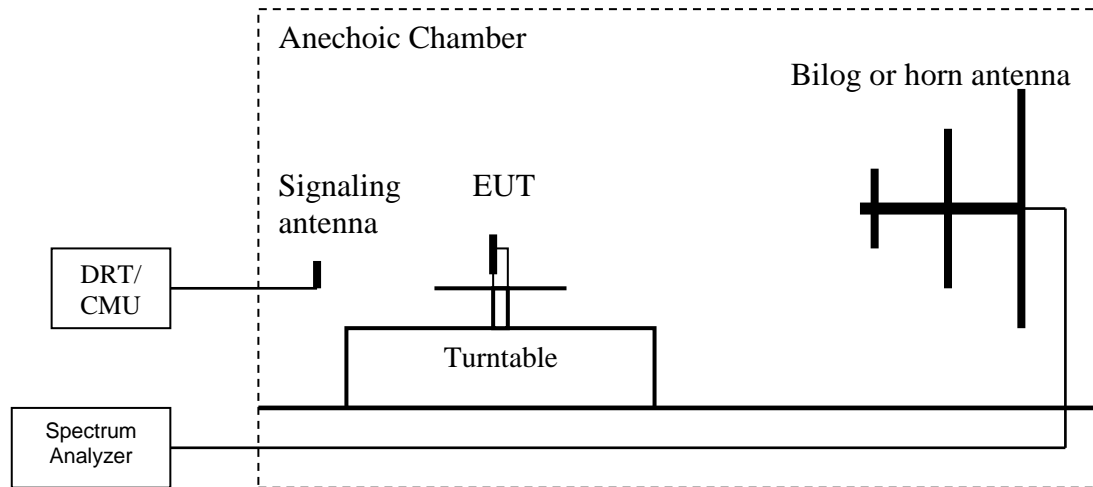 Anechoic Chamber
Bilog or horn antenna
Signaling
antenna
EUT
DRT/
CMU
Turntable
Spectrum
Analyzer